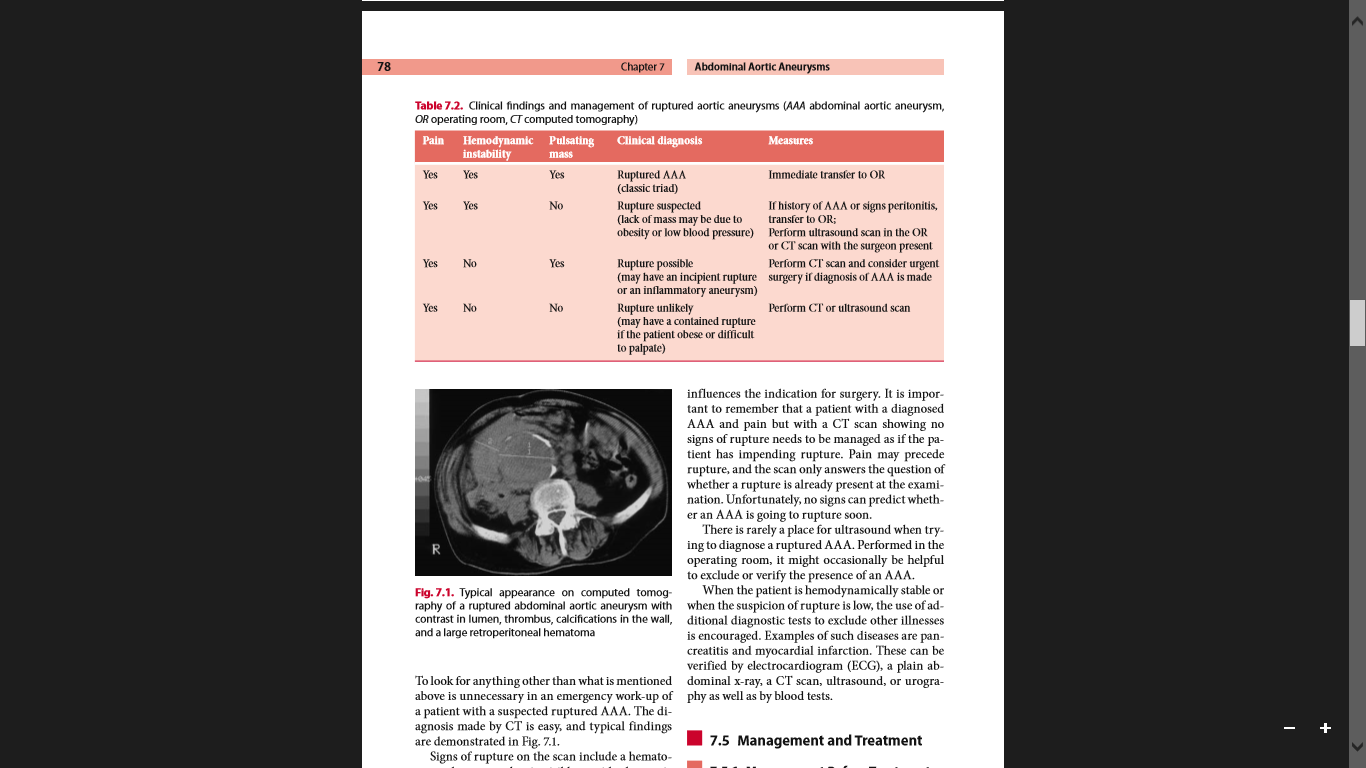 78
Chapter 7
Abdominal Aortic Aneurysms
Table 7.2. Clinical findings and management of ruptured aortic aneurysms (AAA abdominal aortic aneurysm,
OR operating room, CT computed tomography)
Pain Hemodynamic instability Pulsating mass Clinical diagnosis Measures
Yes Yes Yes Ruptured AAA Immediate transfer to OR
(classic triad)
Yes Yes No Rupture suspected If history of AAA or signs peritonitis,
(lack of mass may be due to transfer to OR;
obesity or low blood pressure) Perform ultrasound scan in the OR
or CT scan with the surgeon present
Yes No Yes Rupture possible Perform CT scan and consider urgent
(may have an incipient rupture surgery if diagnosis of AAA is made
or an inflammatory aneurysm)
Yes No No Rupture unlikely Perform CT or ultrasound scan
(may have a contained rupture
if the patient obese or difficult
to palpate)
R
Fig. 7.1. Typical appearance on computed tomog-
raphy of a ruptured abdominal aortic aneurysm with
contrast in lumen, thrombus, calcifications in the wall,
and a large retroperitoneal hematoma
To look for anything other than what is mentioned
above is unnecessary in an emergency work-up of
a patient with a suspected ruptured AAA. The di-
agnosis made by CT is easy, and typical findings
are demonstrated in Fig. 7.1.
Signs of rupture on the scan include a hemato-
influences the indication for surgery. It is impor-
tant to remember that a patient with a diagnosed
AAA and pain but with a CT scan showing no
signs of rupture needs to be managed as if the pa-
tient has impending rupture. Pain may precede
rupture, and the scan only answers the question of
whether a rupture is already present at the exami-
nation. Unfortunately, no signs can predict wheth-
er an AAA is going to rupture soon.
There is rarely a place for ultrasound when try-
ing to diagnose a ruptured AAA. Performed in the
operating room, it might occasionally be helpful
to exclude or verify the presence of an AAA.
When the patient is hemodynamically stable or
when the suspicion of rupture is low, the use of ad-
ditional diagnostic tests to exclude other illnesses
is encouraged. Examples of such diseases are pan-
creatitis and myocardial infarction. These can be
verified by electrocardiogram (ECG), a plain ab-
dominal x-ray, a CT scan, ultrasound, or urogra-
phy as well as by blood tests.
7.5 Management and Treatment